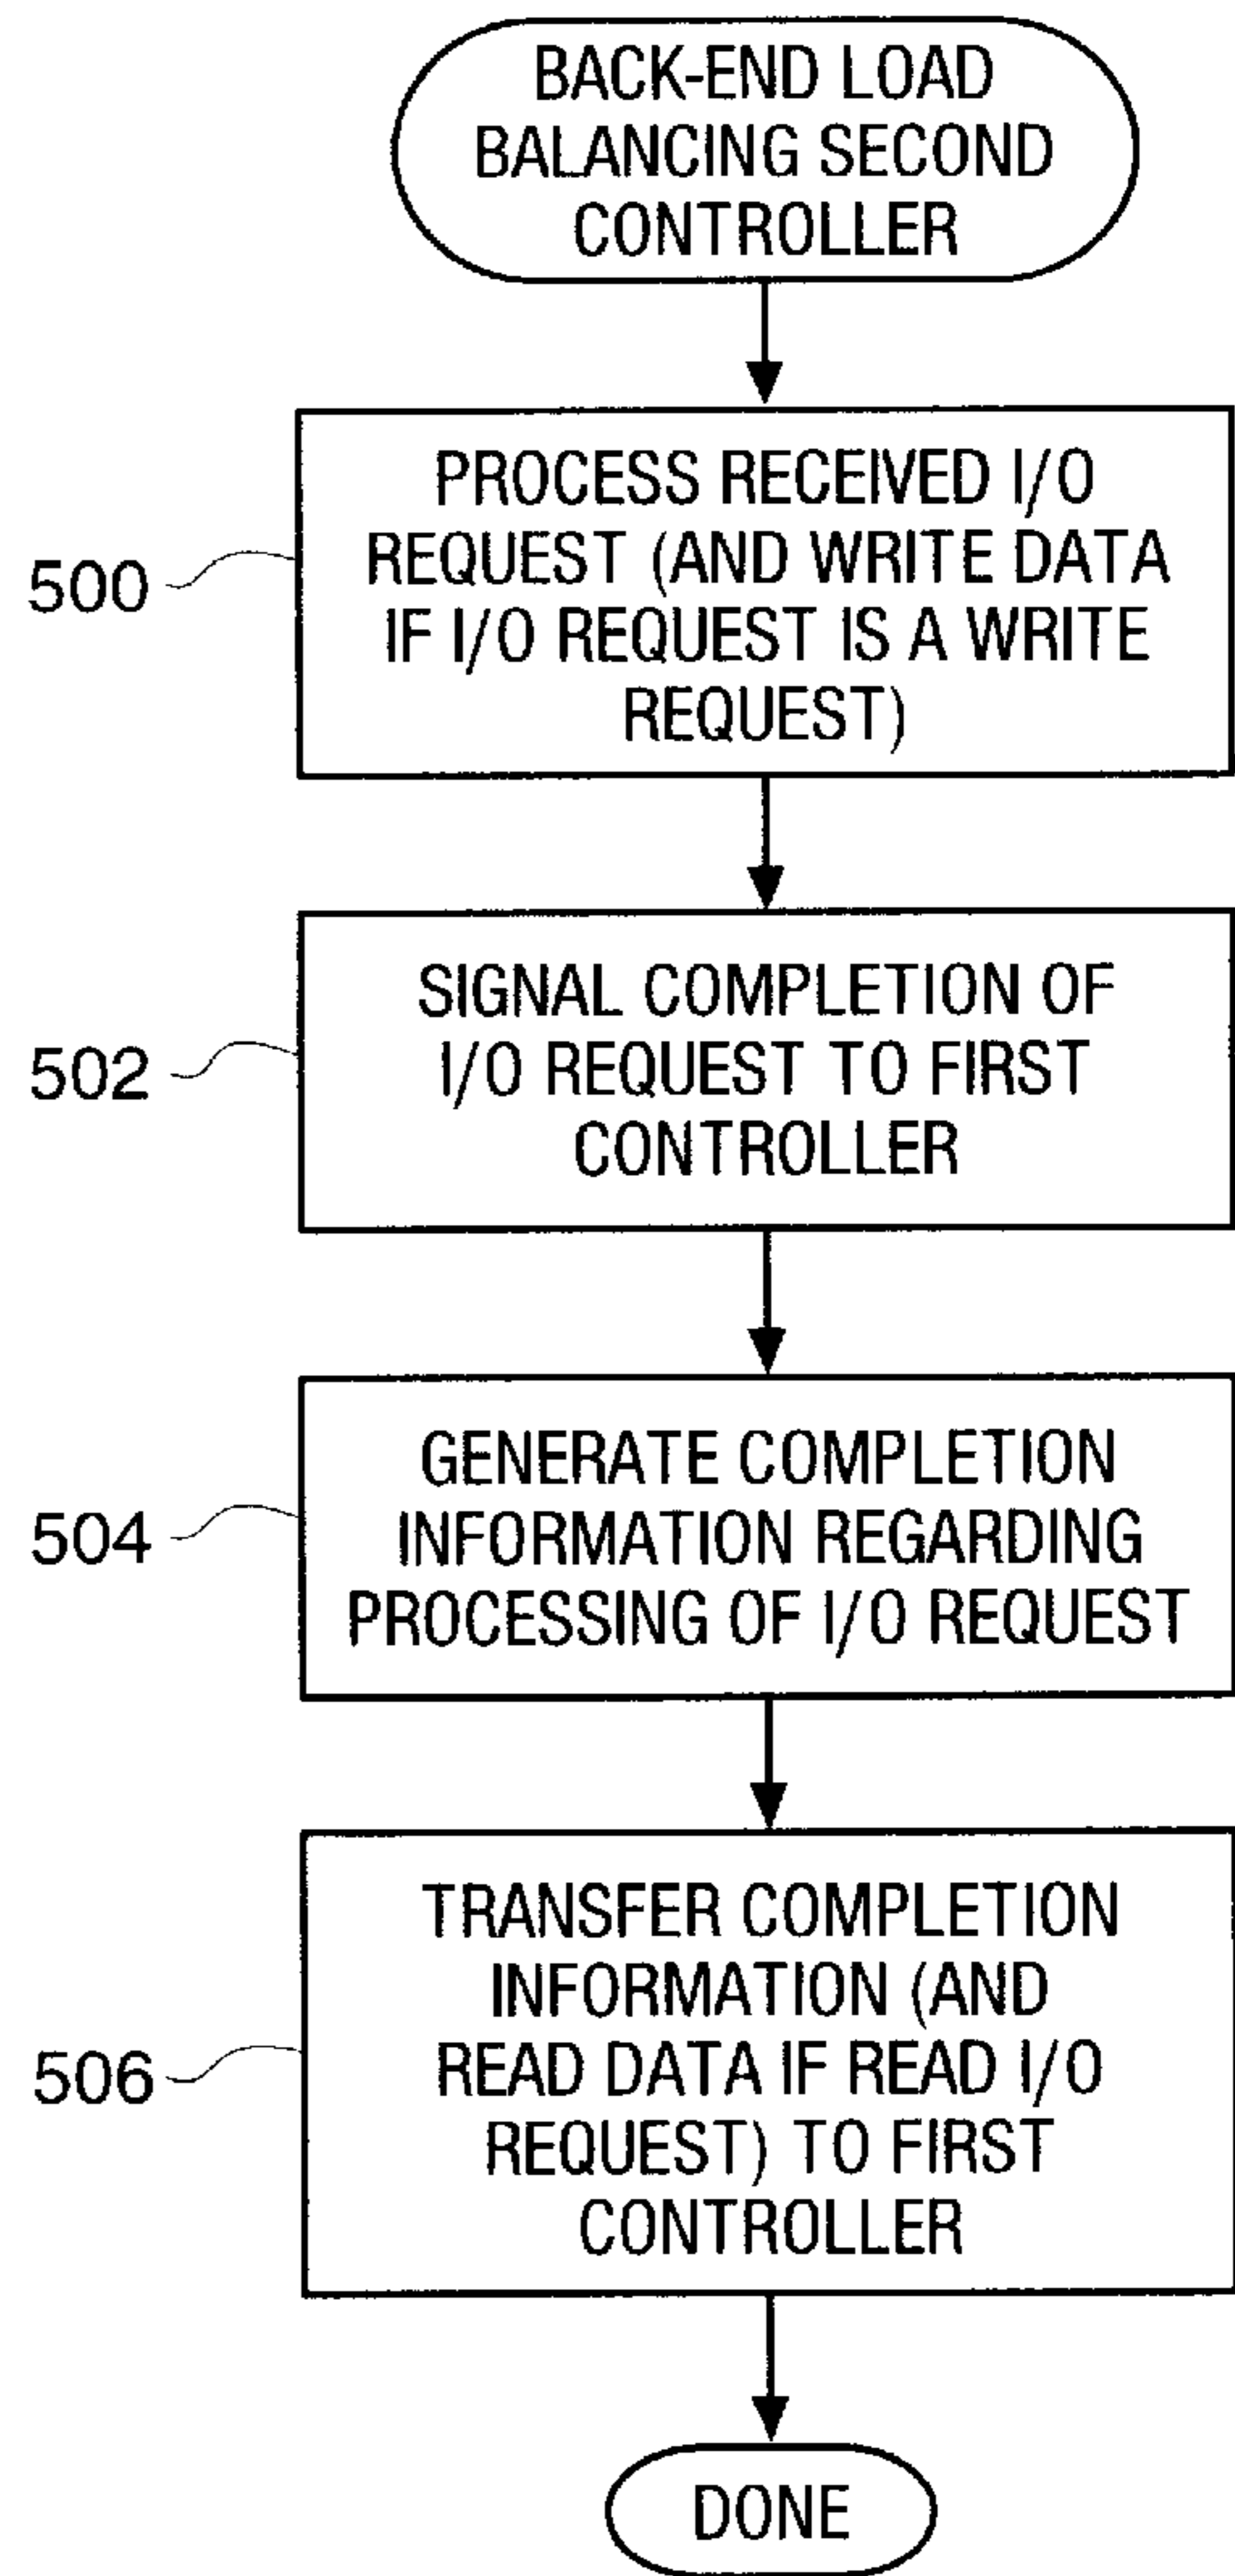 BACK-END LOAD
BALANCING SECOND
CONTROLLER
500
PROCESS RECEIVED I/O
REQUEST (AND WRITE DATA
IF I/O REQUEST IS A WRITE
REQUEST)
502
SIGNAL COMPLETION OF
I/O REQUEST TO FIRST
CONTROLLER
504
GENERATE COMPLETION
INFORMATION REGARDING
PROCESSING OF I/O REQUEST
506
TRANSFER COMPLETION
INFORMATION (AND
READ DATA IF READ I/O
REQUEST) TO FIRST
CONTROLLER
DONE